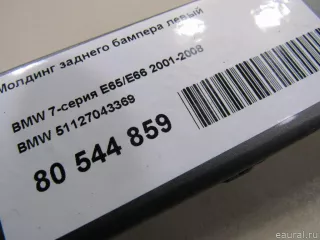 Молдинг заднего бампера левый
BMW 7-серия E65/E66 2001-2008
BMW 51127043369
80 544 859
eaural.ru